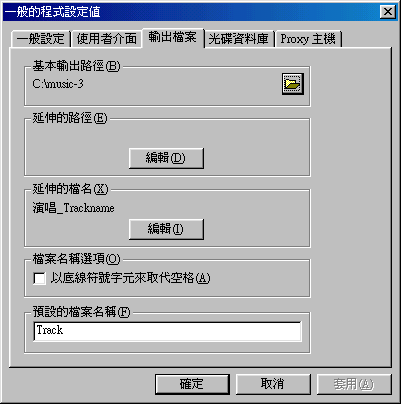 一般的程式設定值
一般設定 使用者介面 輸出檔案 光碟資料庫 Proxy 主機
基本輸出路徑(B)
C:\music-3
延伸的路徑(E)
編輯(D)
延伸的檔名(X)
演唱_Trackname
編輯(I)
檔案名稱選項(O)
以底線符號字元來取代空格(A)
預設的檔案名稱(F)
Track
確定 取消 套用(A)